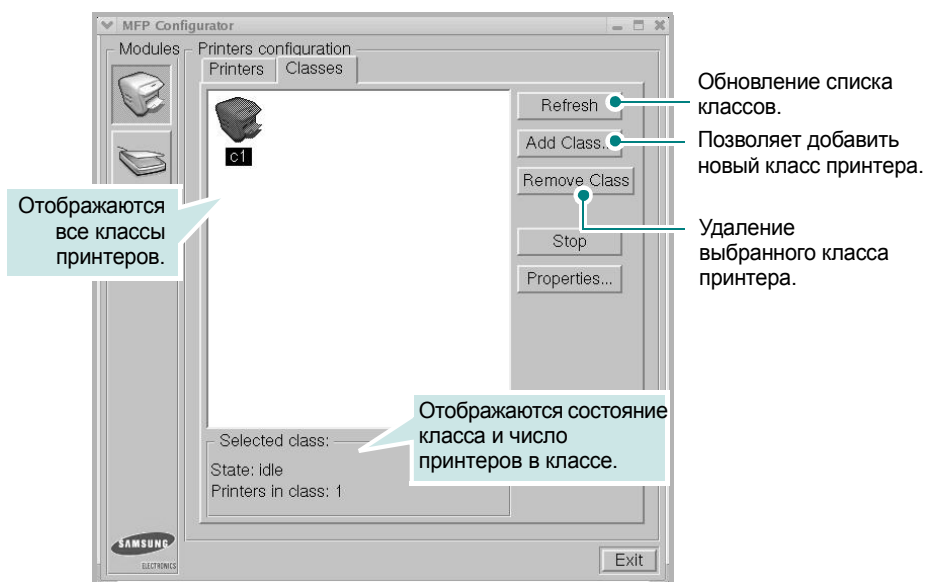 MFP Configurator
Modules
Printers configuration
Printers
Classes
Refresh
Add Class...
Remove Class
Stop
Properties...
c1
Обновление списка
классов.
Позволяет добавить
новый класс принтера.
Удаление
выбранного класса
принтера.
Отображаются
все классы
принтеров.
Отображаются состояние
класса и число
принтеров в классе.
Selected class:
State: idle
Printers in class: 1
SAMSUNG
ELECTRONICS
Exit